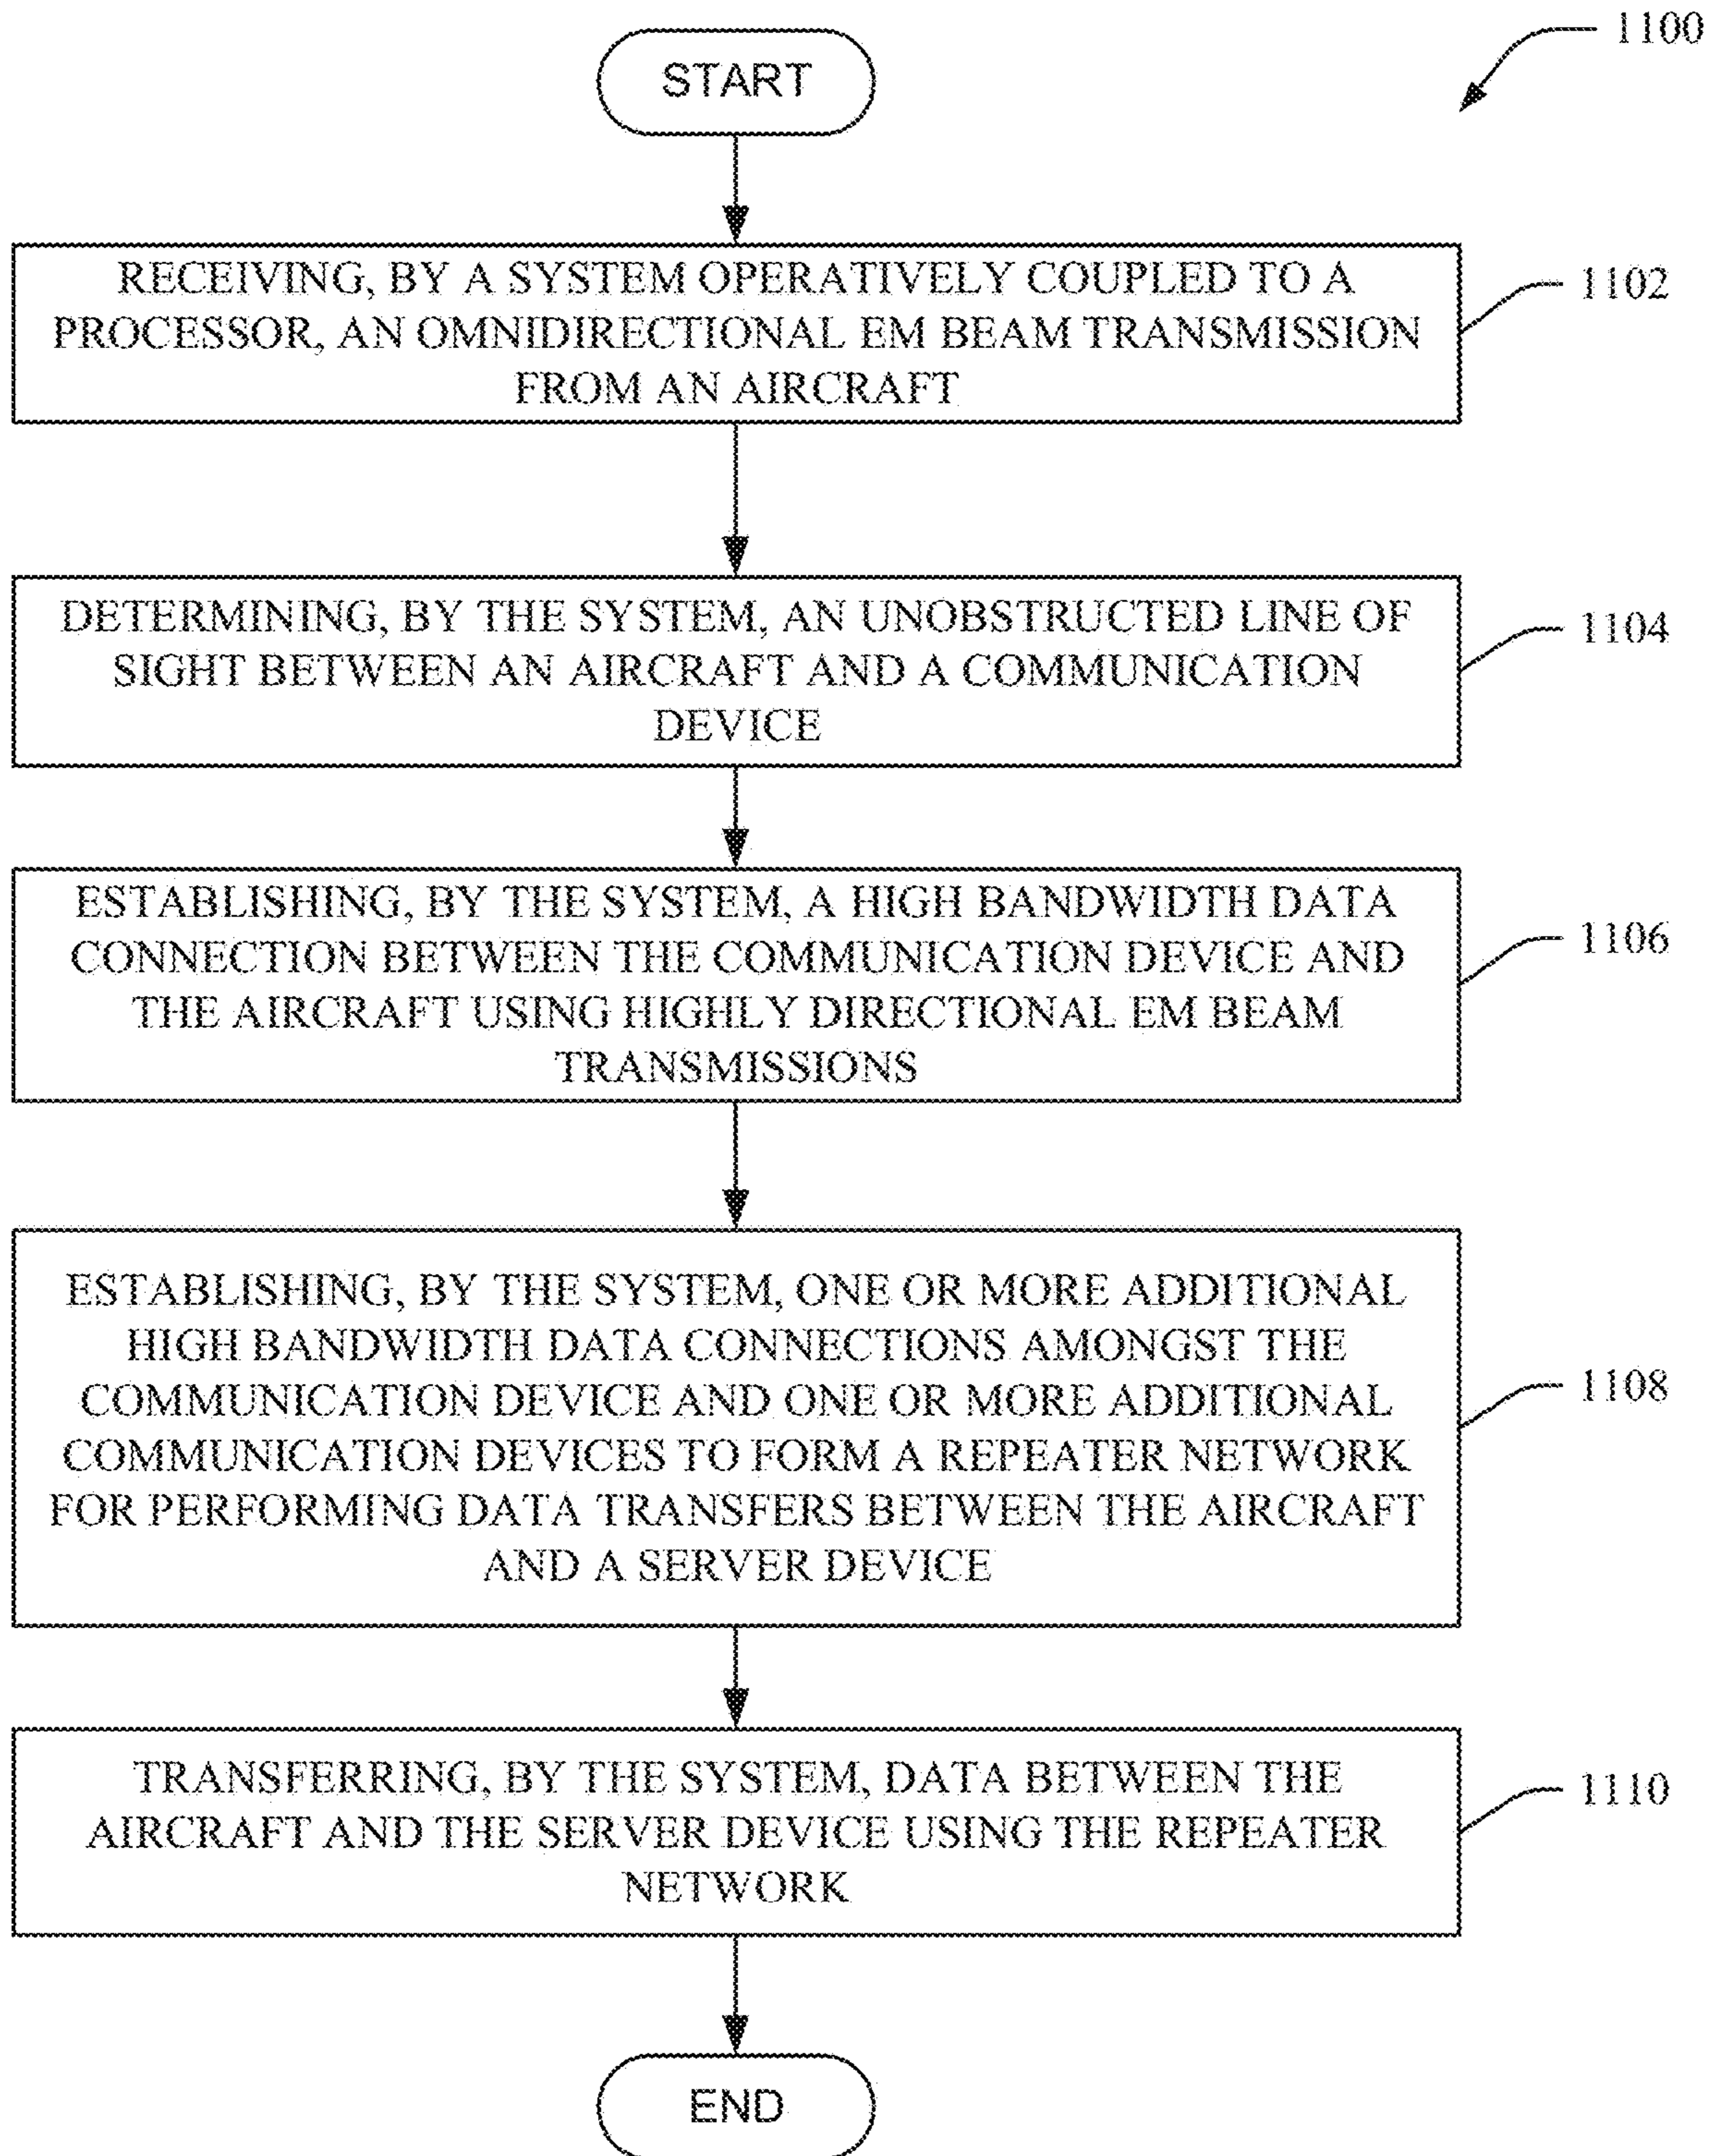 1100
START
RECEIVING, BY A SYSTEM OPERATIVELY COUPLED TO A
PROCESSOR, AN OMNIDIRECTIONAL EM BEAM TRANSMISSION
FROM AN AIRCRAFT
1102
DETERMINING, BY THE SYSTEM, AN UNOBSTRUCTED LINE OF
SIGHT BETWEEN AN AIRCRAFT AND A COMMUNICATION
DEVICE
1104
ESTABLISHING, BY THE SYSTEM, A HIGH BANDWIDTH DATA
CONNECTION BETWEEN THE COMMUNICATION DEVICE AND
THE AIRCRAFT USING HIGHLY DIRECTIONAL EM BEAM
TRANSMISSIONS
1106
ESTABLISHING, BY THE SYSTEM, ONE OR MORE ADDITIONAL
HIGH BANDWIDTH DATA CONNECTIONS AMONGST THE
COMMUNICATION DEVICE AND ONE OR MORE ADDITIONAL
COMMUNICATION DEVICES TO FORM A REPEATER NETWORK
FOR PERFORMING DATA TRANSFERS BETWEEN THE AIRCRAFT
AND A SERVER DEVICE
1108
TRANSFERRING, BY THE SYSTEM, DATA BETWEEN THE
AIRCRAFT AND THE SERVER DEVICE USING THE REPEATER
NETWORK
1110
END